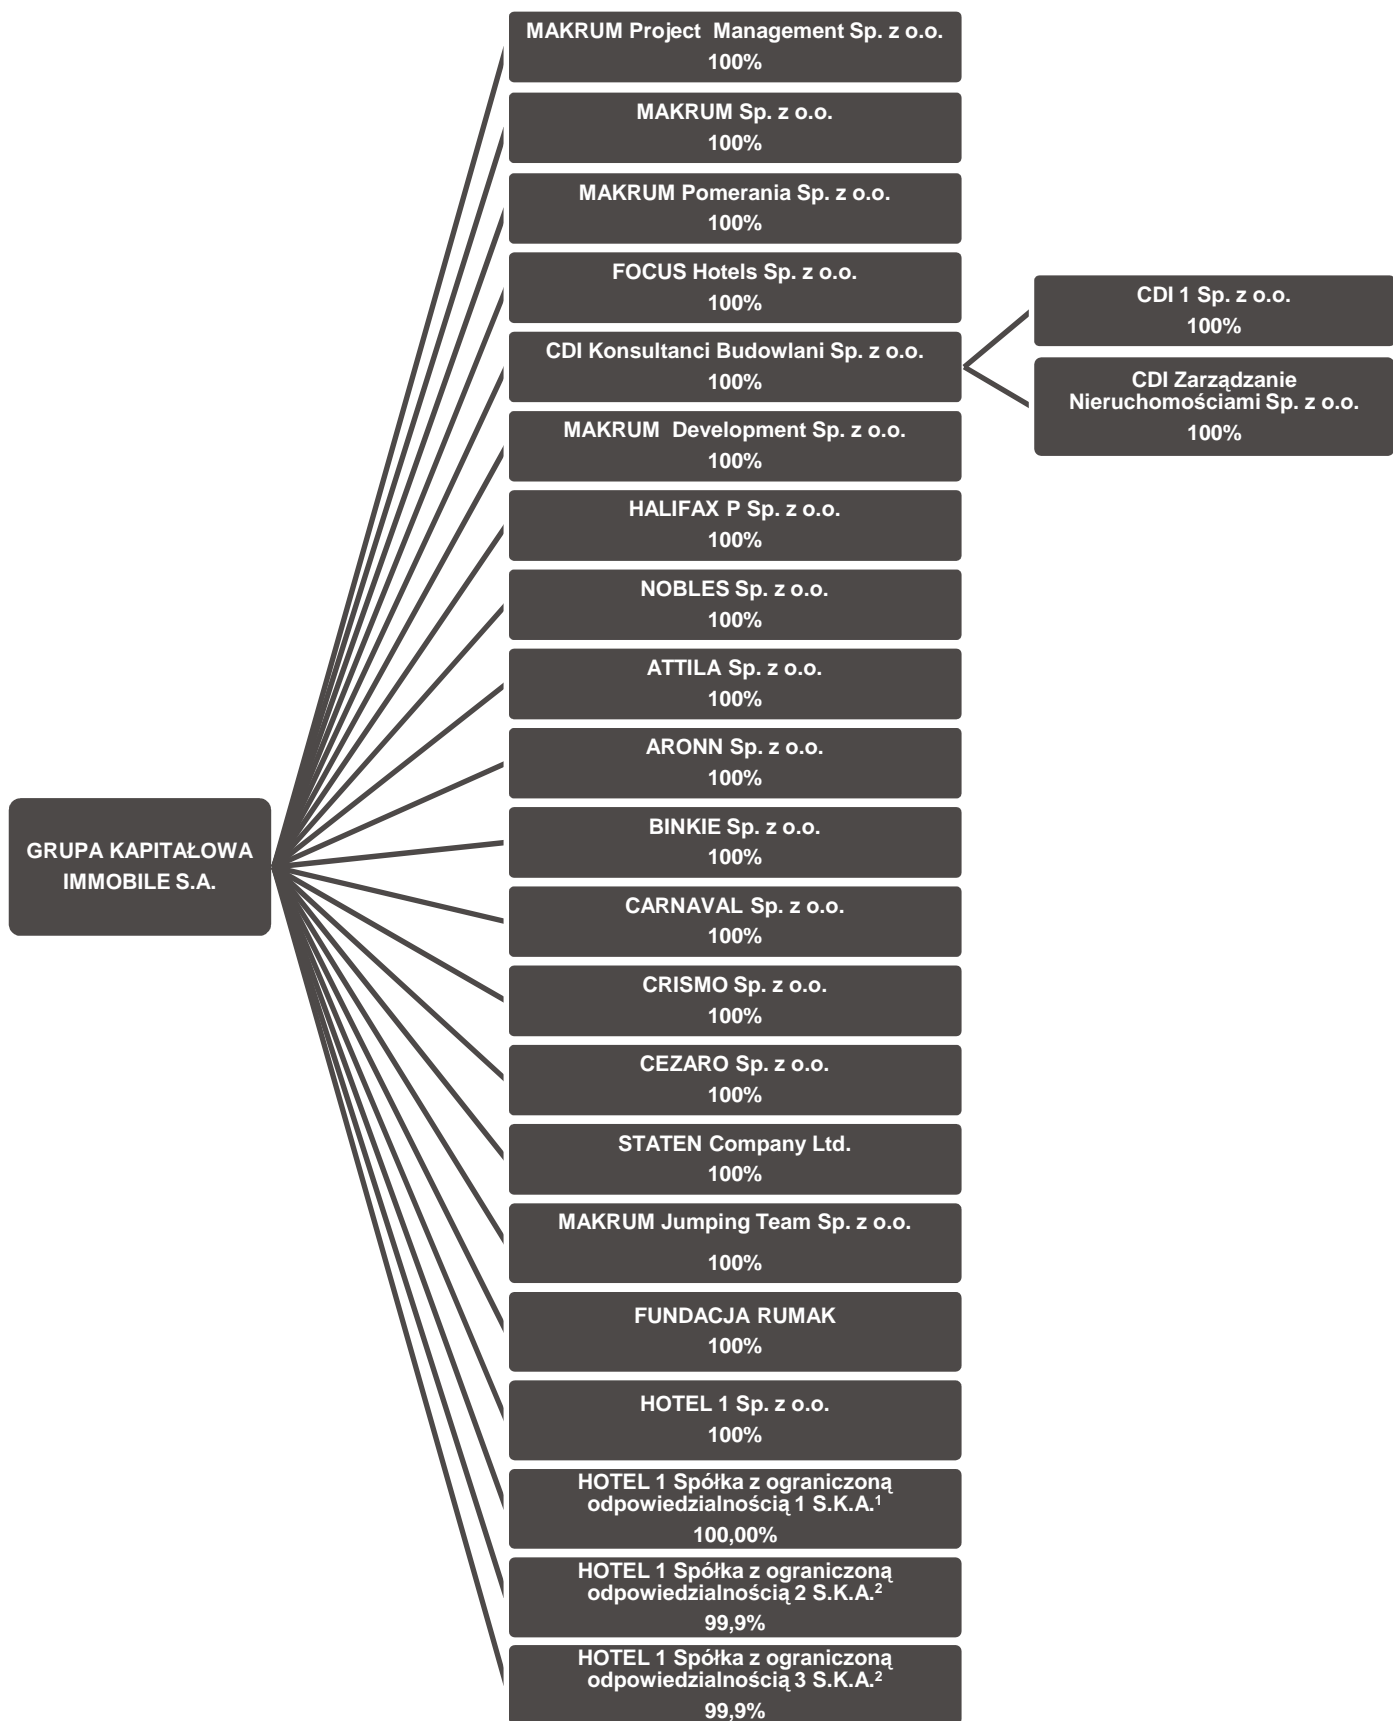 MAKRUM Project  Management Sp. z o.o.
100%
MAKRUM Sp. z o.o.
100%
MAKRUM Pomerania Sp. z o.o.
100%
FOCUS Hotels Sp. z o.o.
100%
CDI Konsultanci Budowlani Sp. z o.o.
100%
CDI 1 Sp. z o.o.
100%
CDI Zarządzanie
Nieruchomościami Sp. z o.o.
100%
MAKRUM  Development Sp. z o.o.
100%
HALIFAX P Sp. z o.o.
100%
NOBLES Sp. z o.o.
100%
ATTILA Sp. z o.o.
100%
ARONN Sp. z o.o.
100%
GRUPA KAPITAŁOWA
IMMOBILE S.A.
BINKIE Sp. z o.o.
100%
CARNAVAL Sp. z o.o.
100%
CRISMO Sp. z o.o.
100%
CEZARO Sp. z o.o.
100%
STATEN Company Ltd.
100%
MAKRUM Jumping Team Sp. z o.o.
100%
FUNDACJA RUMAK
100%
HOTEL 1 Sp. z o.o.
100%
HOTEL 1 Spółka z ograniczoną
odpowiedzialnością 1 S.K.A.¹
100,00%
HOTEL 1 Spółka z ograniczoną
odpowiedzialnością 2 S.K.A.²
99,9%
HOTEL 1 Spółka z ograniczoną
odpowiedzialnością 3 S.K.A.²
99,9%